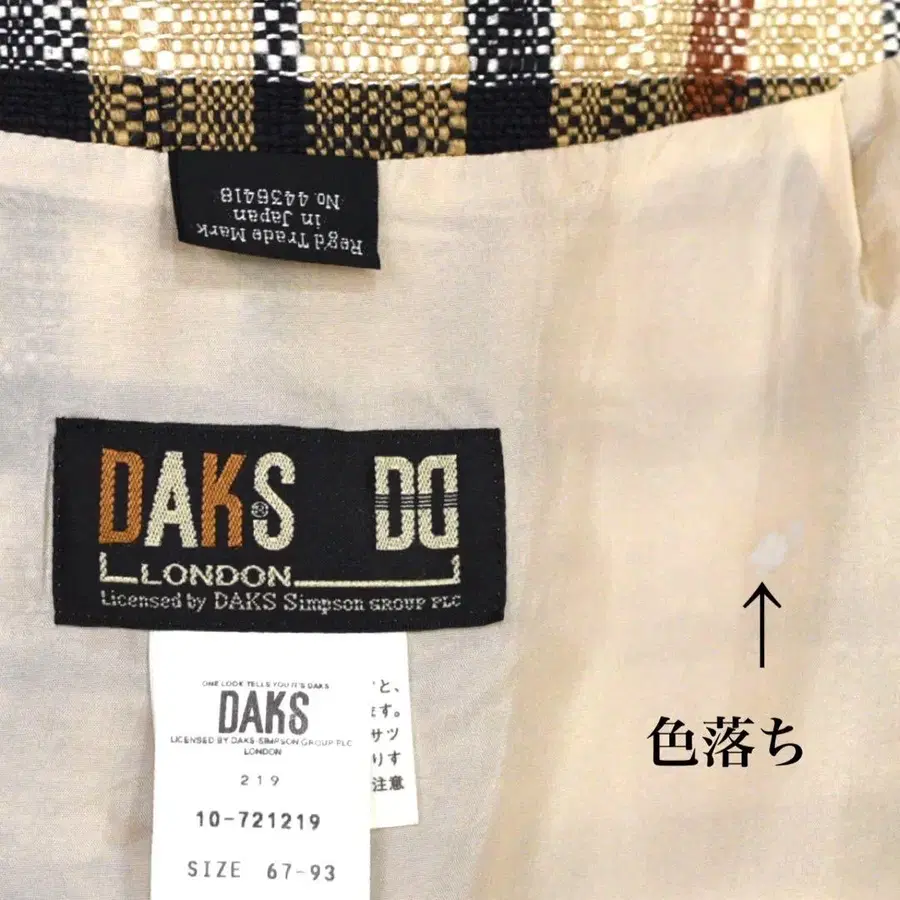 Reg'd Trade Mark
in Japan
No. 4436418
DAKS® DD
LONDON
Licensed by DAKS Simpson GROUP PLC
ONE LOOK TELLS YOU IT'S DAKS
DAKS
LICENSED BY DAKS-SIMPSON GROUP PLC
LONDON
219
10-721219
SIZE 67-93
と、
ます。
サツ
りす
注意
色落ち